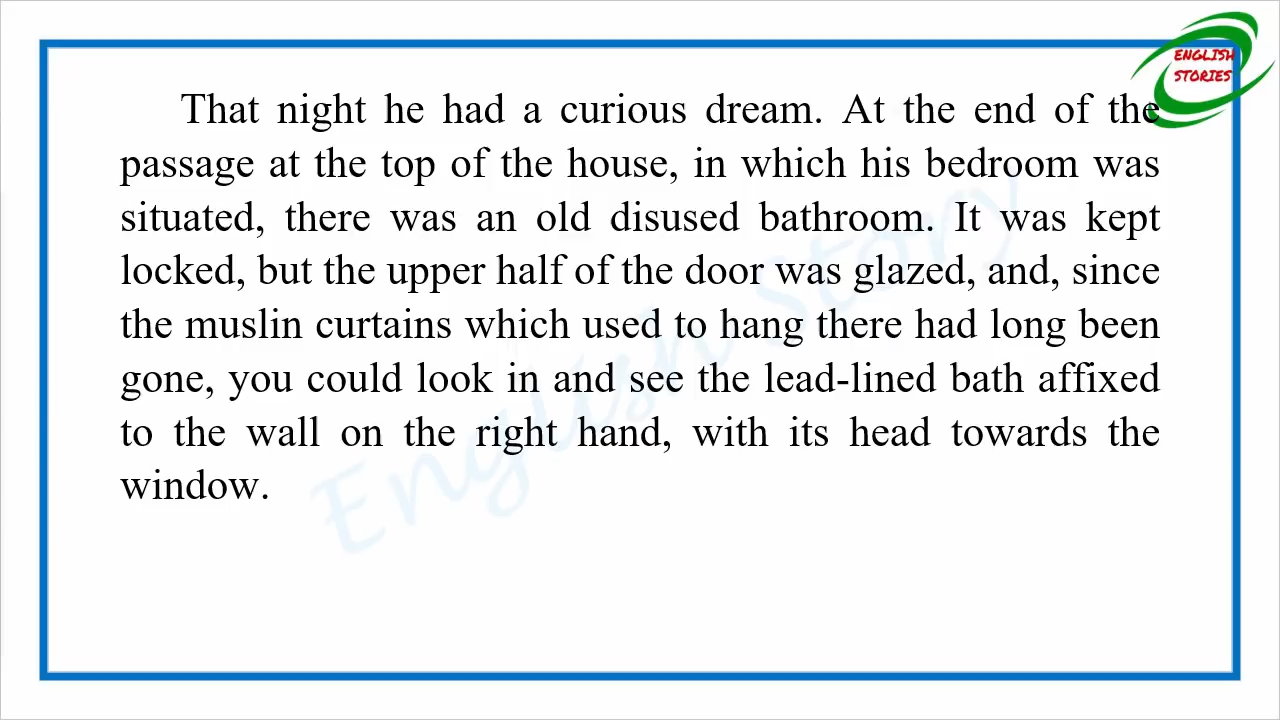 ENGLISH
STORIES
That night he had a curious dream. At the end of the
passage at the top of the house, in which his bedroom was
situated, there was an old disused bathroom. It was kept
locked, but the upper half of the door was glazed, and, since
the muslin curtains which used to hang there had long been
gone, you could look in and see the lead-lined bath affixed
to the wall on the right hand, with its head towards the
window.
English Story